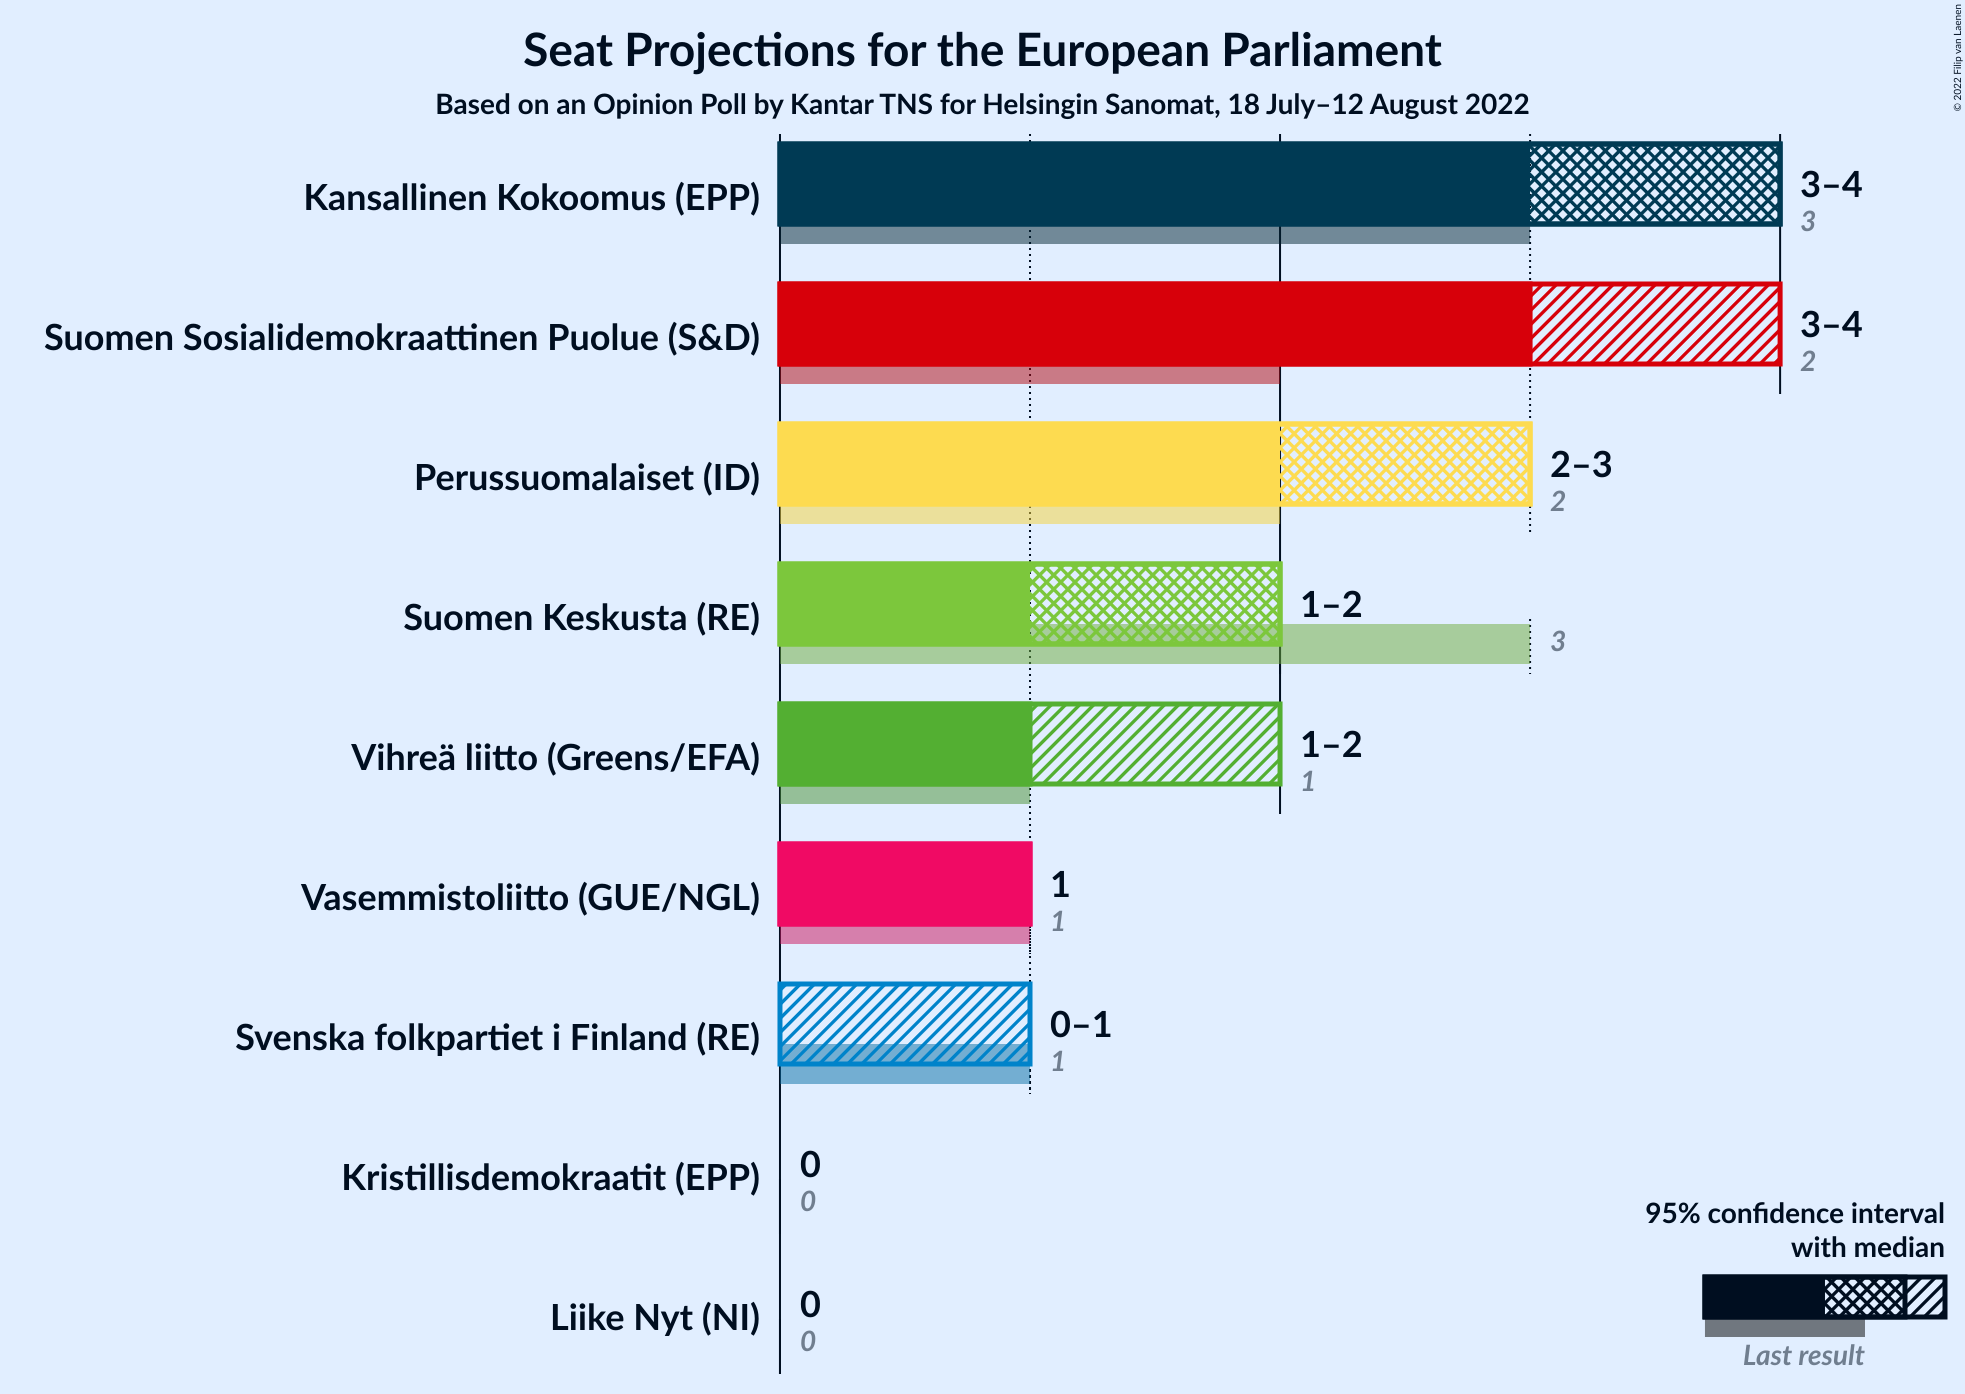 Seat Projections for the European Parliament
Based on an Opinion Poll by Kantar TNS for Helsingin Sanomat, 18 July–12 August 2022
© 2022 Filip van Laenen
Kansallinen Kokoomus (EPP)
3–4
3
Suomen Sosialidemokraattinen Puolue (S&D)
3–4
2
Perussuomalaiset (ID)
2–3
2
Suomen Keskusta (RE)
1–2
3
Vihreä liitto (Greens/EFA)
1–2
1
Vasemmistoliitto (GUE/NGL)
1
1
Svenska folkpartiet i Finland (RE)
0–1
1
Kristillisdemokraatit (EPP)
0
0
Liike Nyt (NI)
0
0
95% confidence interval
with median
Last result